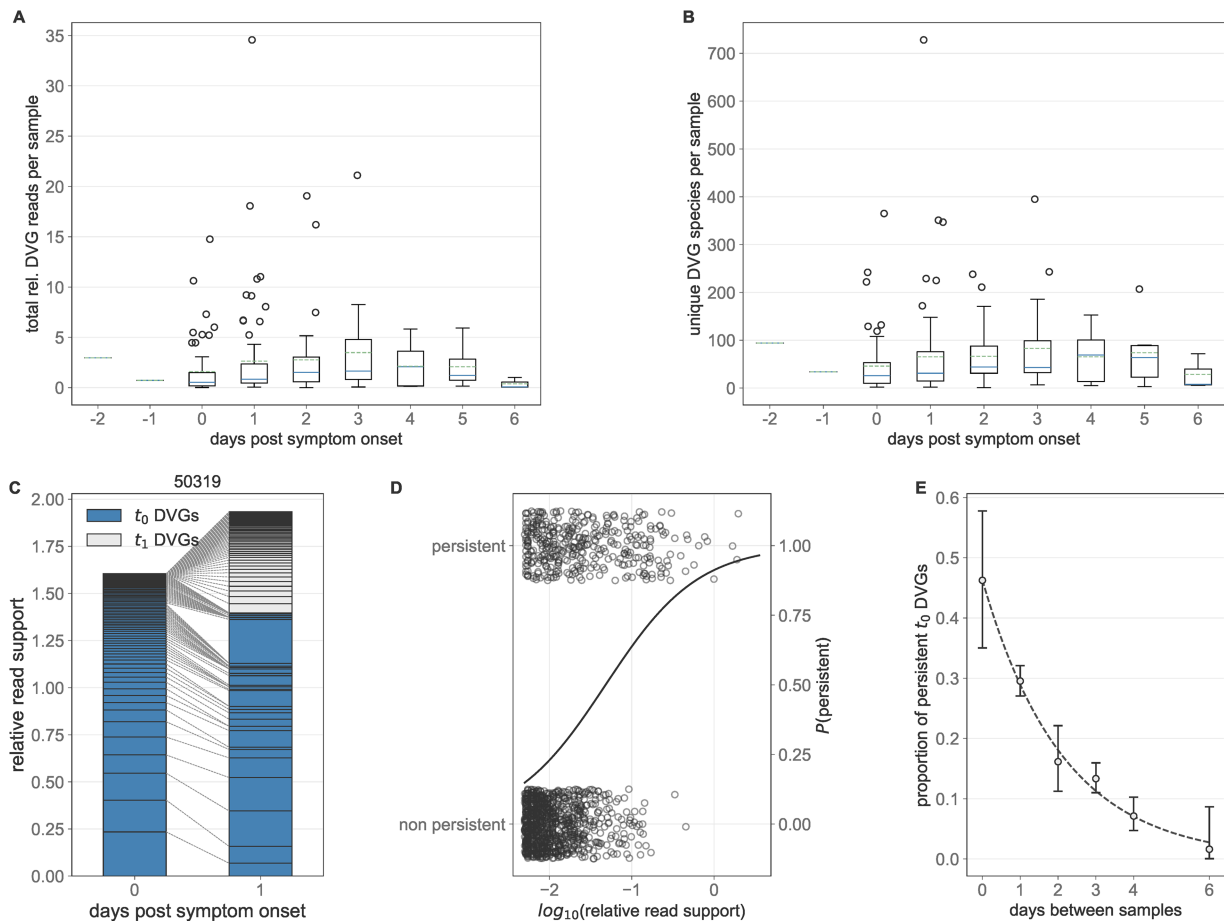 A
35
30
25
20
15
10
5
0
total rel. DVG reads per sample
-2 -1 0 1 2 3 4 5 6
days post symptom onset
B
700
600
500
400
300
200
100
0
unique DVG species per sample
-2 -1 0 1 2 3 4 5 6
days post symptom onset
C
50319
2.00
1.75
1.50
1.25
1.00
0.75
0.50
0.25
0.00
relative read support
t₀ DVGs
t₁ DVGs
0 1
days post symptom onset
D
persistent
non persistent
1.00
0.75
0.50
0.25
0.00
P(persistent)
−2 −1 0
log₁₀(relative read support)
E
0.6
0.5
0.4
0.3
0.2
0.1
0.0
proportion of persistent t₀ DVGs
0 1 2 3 4 6
days between samples